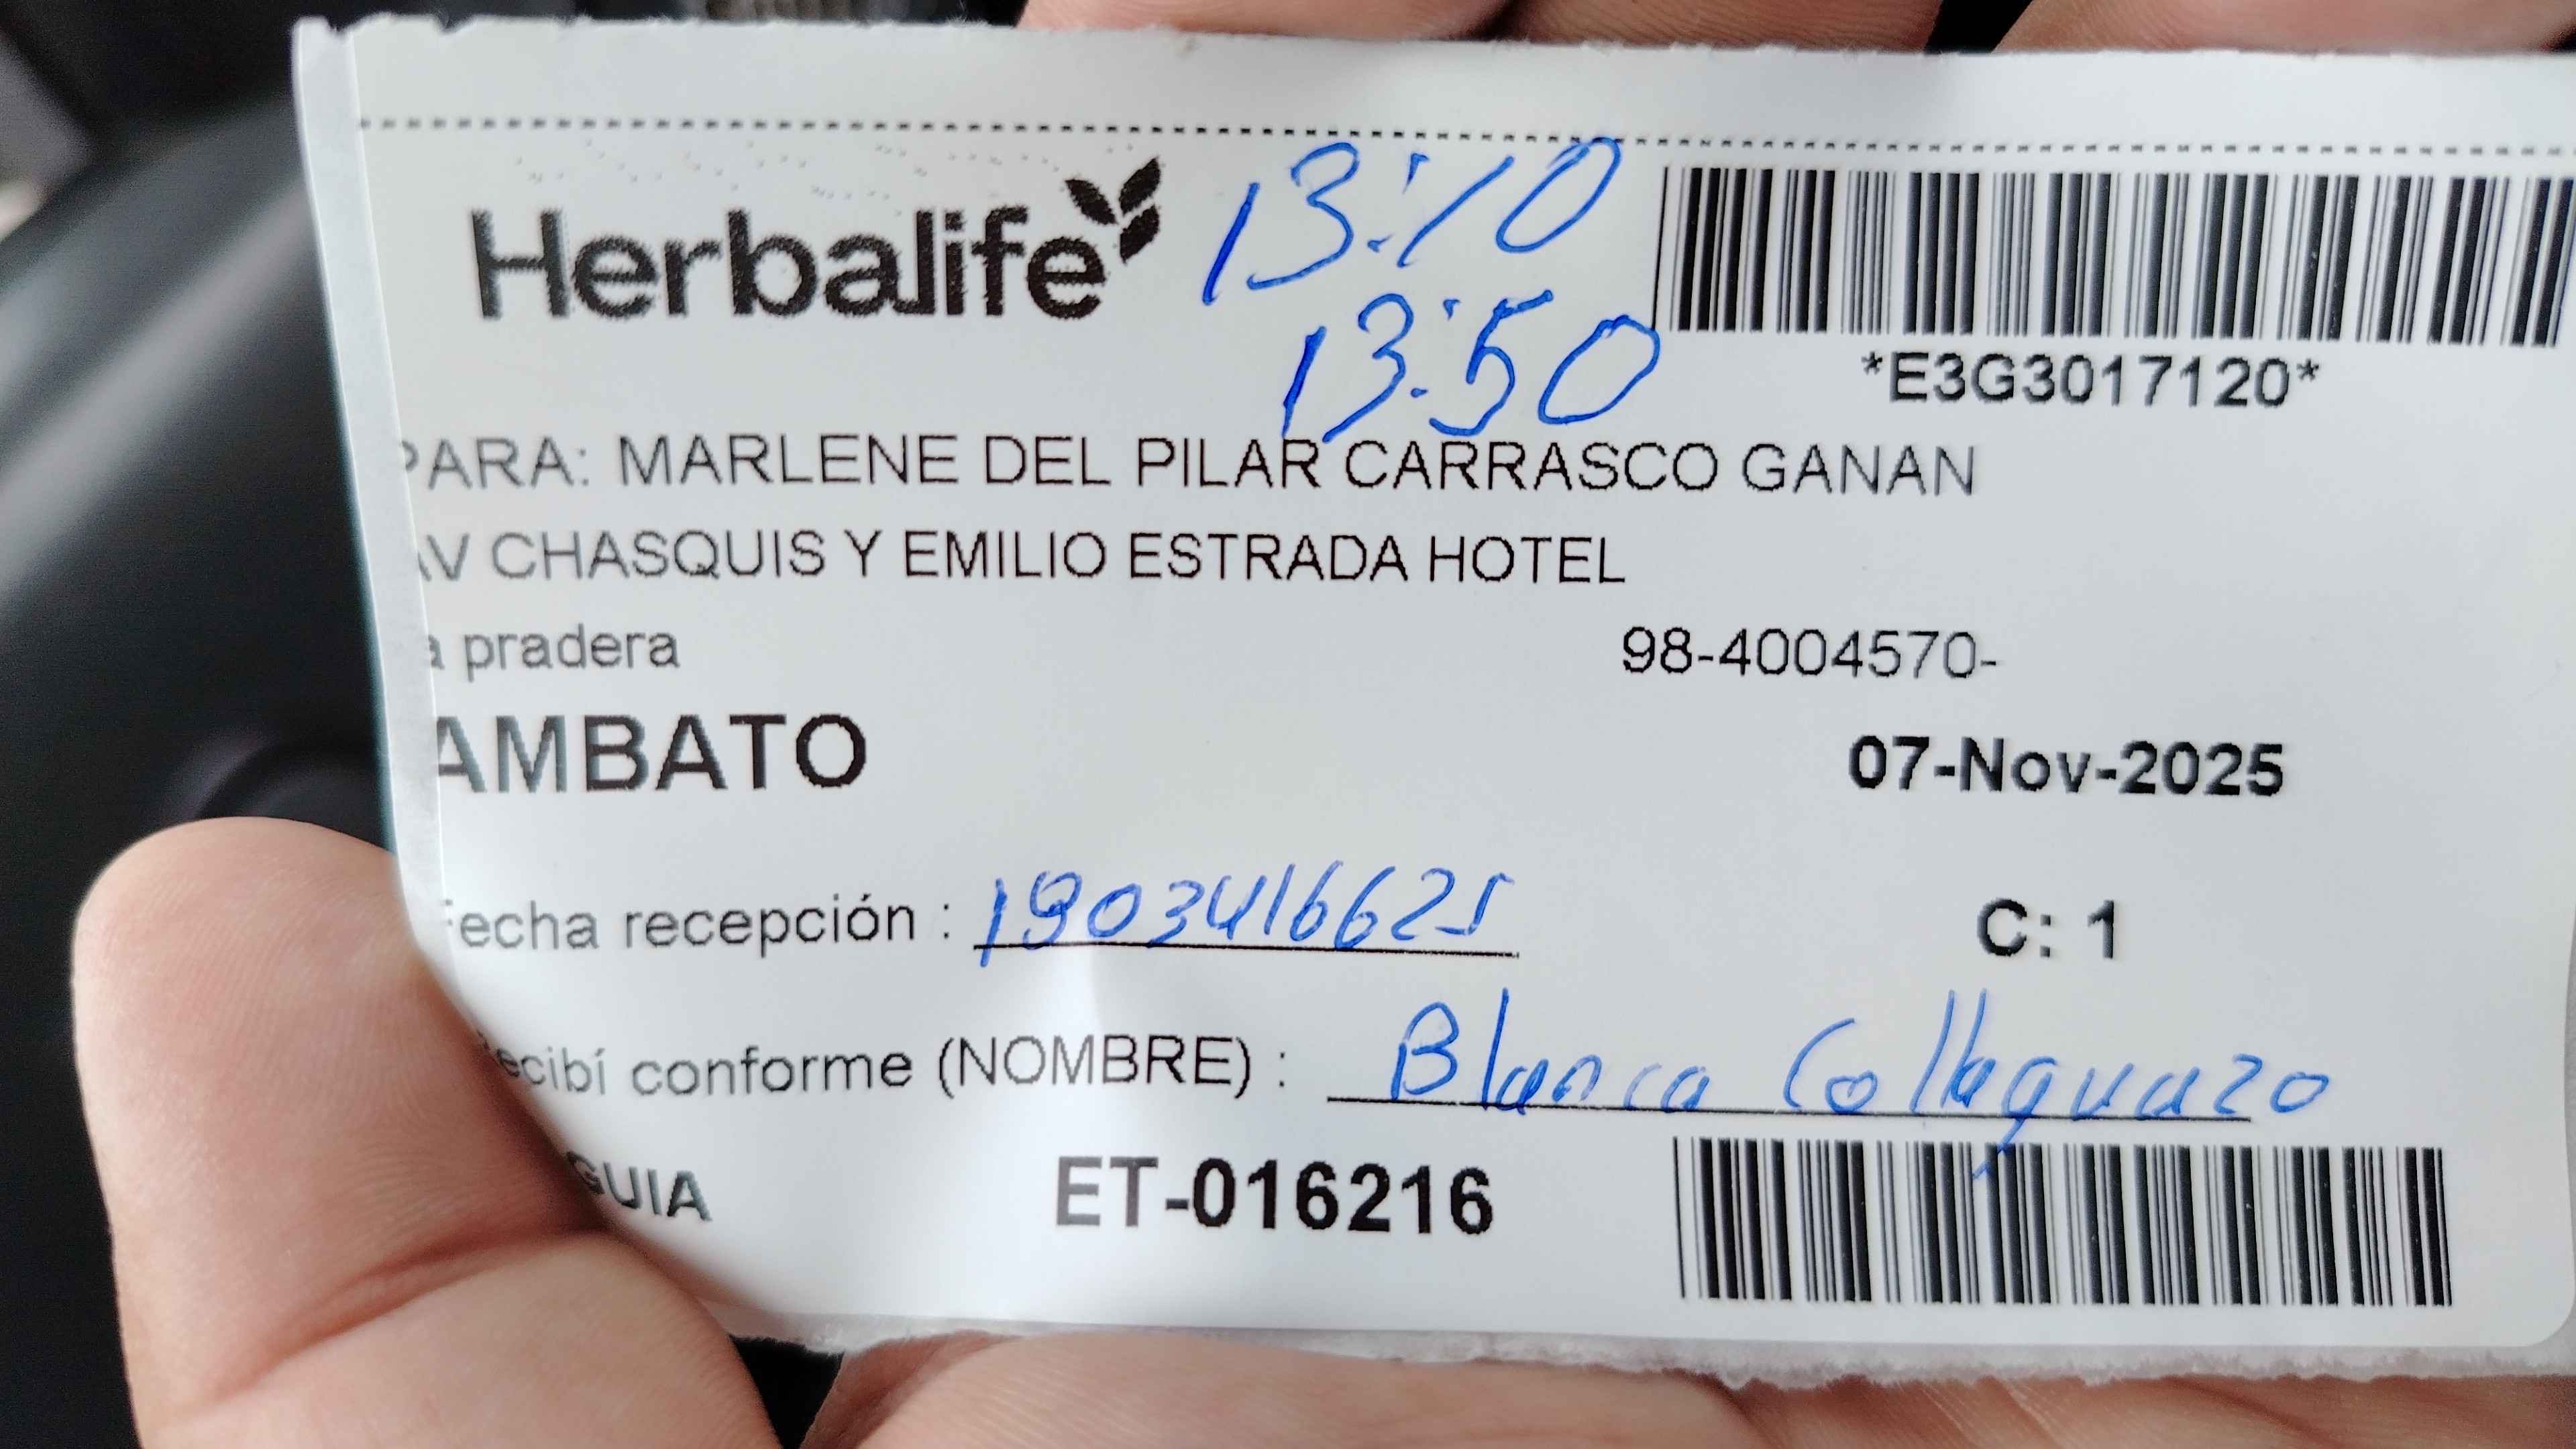 Herbalife
13:10
13:50
*E3G3017120*
PARA: MARLENE DEL PILAR CARRASCO GANAN
AV CHASQUIS Y EMILIO ESTRADA HOTEL
a pradera
98-4004570-
AMBATO
07-Nov-2025
Fecha recepción : 1803416625
C: 1
Recibí conforme (NOMBRE) : Blanca Collaguazo
GUIA ET-016216